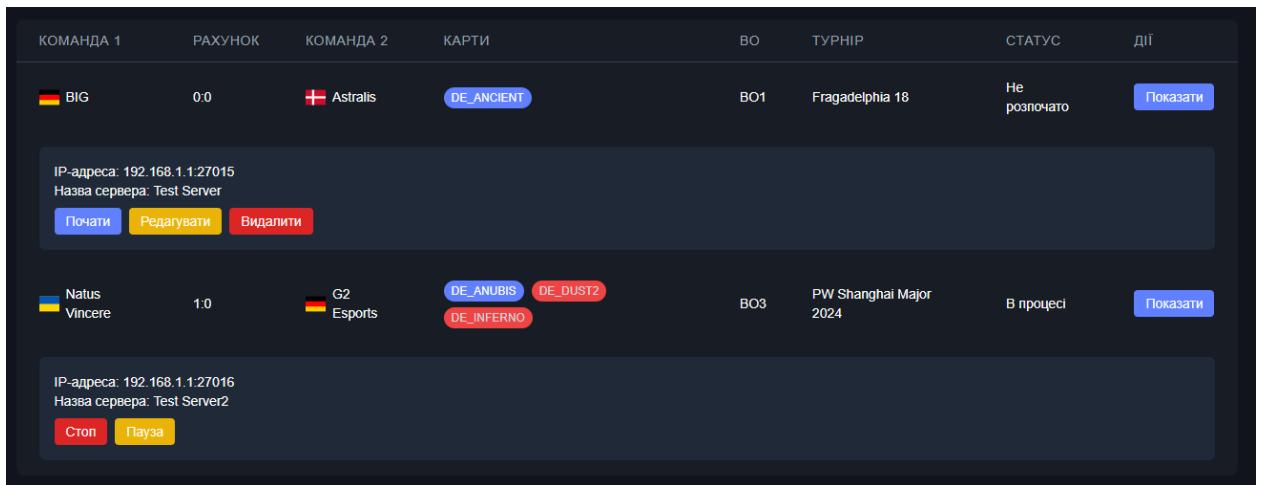 КОМАНДА 1 РАХУНОК КОМАНДА 2 КАРТИ BO ТУРНІР СТАТУС ДІЇ
BIG 0:0 Astralis DE_ANCIENT BO1 Fragadelphia 18 Не розпочато Показати
IP-адреса: 192.168.1.1:27015
Назва сервера: Test Server
Почати Редагувати Видалити
Natus Vincere 1:0 G2 Esports DE_ANUBIS DE_DUST2 DE_INFERNO BO3 PW Shanghai Major 2024 В процесі Показати
IP-адреса: 192.168.1.1:27016
Назва сервера: Test Server2
Стоп Пауза